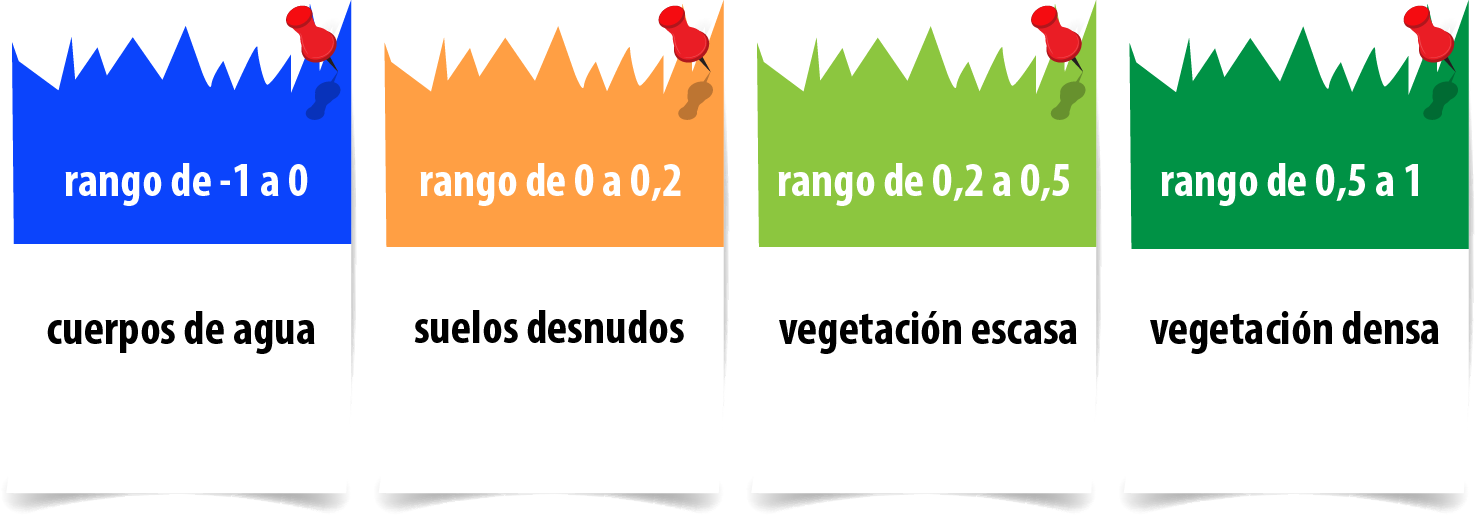 rango de -1 a 0
cuerpos de agua
rango de 0 a 0,2
suelos desnudos
rango de 0,2 a 0,5
vegetación escasa
rango de 0,5 a 1
vegetación densa